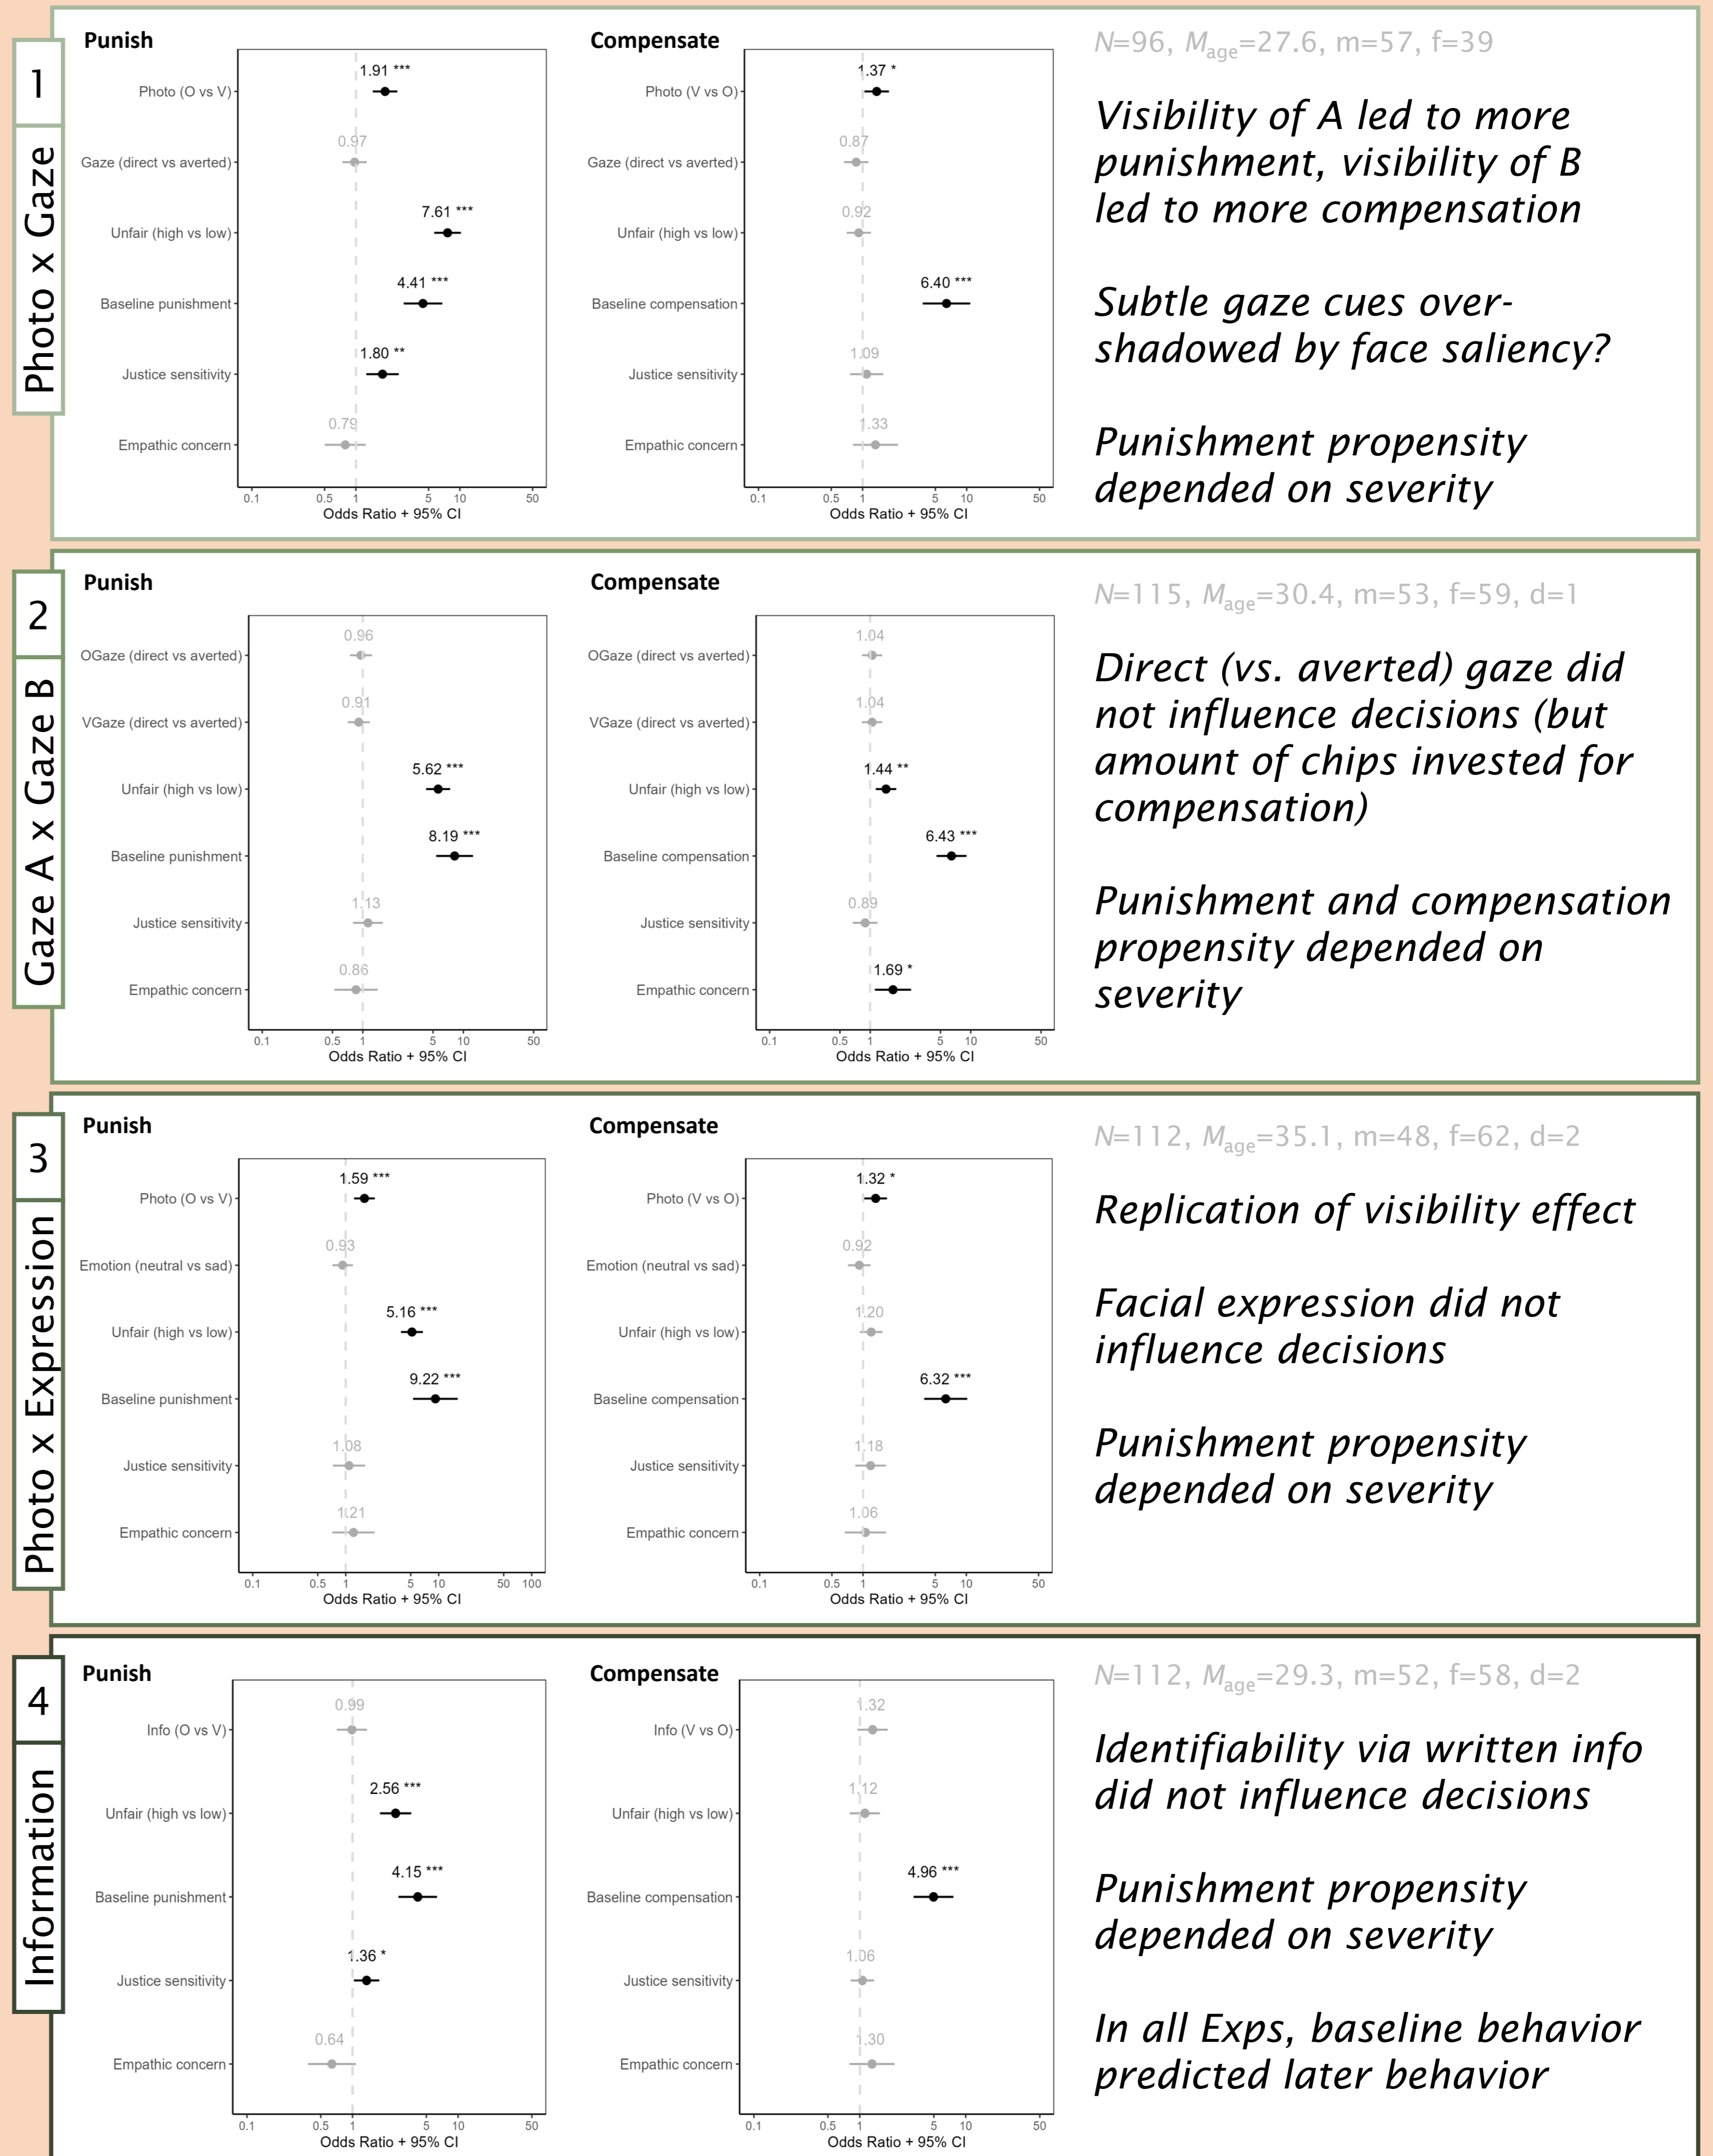 1
Photo x Gaze
Punish
1.91 ***
Photo (O vs V)
0.97
Gaze (direct vs averted)
7.61 ***
Unfair (high vs low)
4.41 ***
Baseline punishment
1.80 **
Justice sensitivity
0.79
Empathic concern
0.1 0.5 1 5 10 50
Odds Ratio + 95% CI
Compensate
1.37 *
Photo (V vs O)
0.87
Gaze (direct vs averted)
0.92
Unfair (high vs low)
6.40 ***
Baseline compensation
1.09
Justice sensitivity
1.33
Empathic concern
0.1 0.5 1 5 10 50
Odds Ratio + 95% CI
N=96, Mage=27.6, m=57, f=39
Visibility of A led to more
punishment, visibility of B
led to more compensation
Subtle gaze cues over-
shadowed by face saliency?
Punishment propensity
depended on severity
2
Gaze A x Gaze B
Punish
0.96
OGaze (direct vs averted)
0.91
VGaze (direct vs averted)
5.62 ***
Unfair (high vs low)
8.19 ***
Baseline punishment
1.13
Justice sensitivity
0.86
Empathic concern
0.1 0.5 1 5 10 50
Odds Ratio + 95% CI
Compensate
1.04
OGaze (direct vs averted)
1.04
VGaze (direct vs averted)
1.44 **
Unfair (high vs low)
6.43 ***
Baseline compensation
0.89
Justice sensitivity
1.69 *
Empathic concern
0.1 0.5 1 5 10 50
Odds Ratio + 95% CI
N=115, Mage=30.4, m=53, f=59, d=1
Direct (vs. averted) gaze did
not influence decisions (but
amount of chips invested for
compensation)
Punishment and compensation
propensity depended on
severity
3
Photo x Expression
Punish
1.59 ***
Photo (O vs V)
0.93
Emotion (neutral vs sad)
5.16 ***
Unfair (high vs low)
9.22 ***
Baseline punishment
1.08
Justice sensitivity
1.21
Empathic concern
0.1 0.5 1 5 10 50 100
Odds Ratio + 95% CI
Compensate
1.32 *
Photo (V vs O)
0.92
Emotion (neutral vs sad)
1.20
Unfair (high vs low)
6.32 ***
Baseline compensation
1.18
Justice sensitivity
1.06
Empathic concern
0.1 0.5 1 5 10 50
Odds Ratio + 95% CI
N=112, Mage=35.1, m=48, f=62, d=2
Replication of visibility effect
Facial expression did not
influence decisions
Punishment propensity
depended on severity
4
Information
Punish
0.99
Info (O vs V)
2.56 ***
Unfair (high vs low)
4.15 ***
Baseline punishment
1.36 *
Justice sensitivity
0.64
Empathic concern
0.1 0.5 1 5 10 50
Odds Ratio + 95% CI
Compensate
1.32
Info (V vs O)
1.12
Unfair (high vs low)
4.96 ***
Baseline compensation
1.06
Justice sensitivity
1.30
Empathic concern
0.1 0.5 1 5 10 50
Odds Ratio + 95% CI
N=112, Mage=29.3, m=52, f=58, d=2
Identifiability via written info
did not influence decisions
Punishment propensity
depended on severity
In all Exps, baseline behavior
predicted later behavior